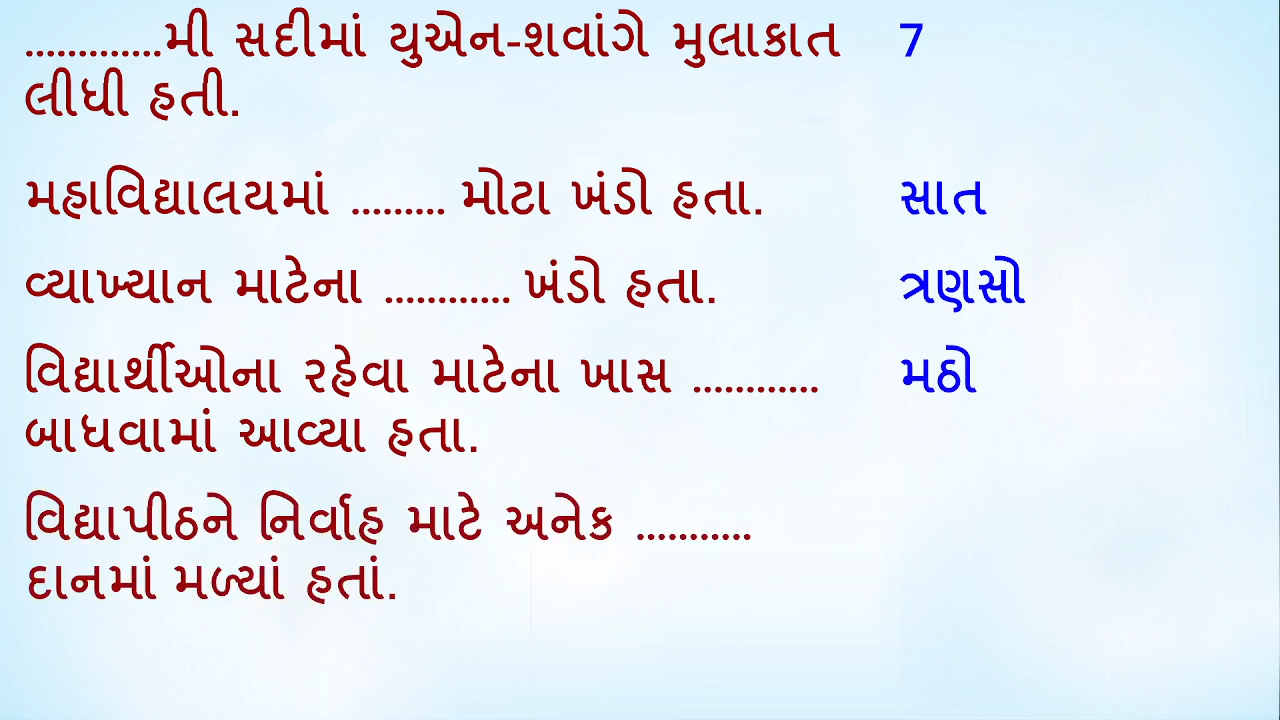 .............મી સદીમાં યુએન-શવાંગે મુલાકાત 7
લીધી હતી.
મહાવિદ્યાલયમાં ......... મોટા ખંડો હતા. સાત
વ્યાખ્યાન માટેના ............ ખંડો હતા. ત્રણસો
વિદ્યાર્થીઓના રહેવા માટેના ખાસ ............ મઠો
બાધવામાં આવ્યા હતા.
વિદ્યાપીઠને નિર્વાહ માટે અનેક ...........
દાનમાં મળ્યાં હતાં.